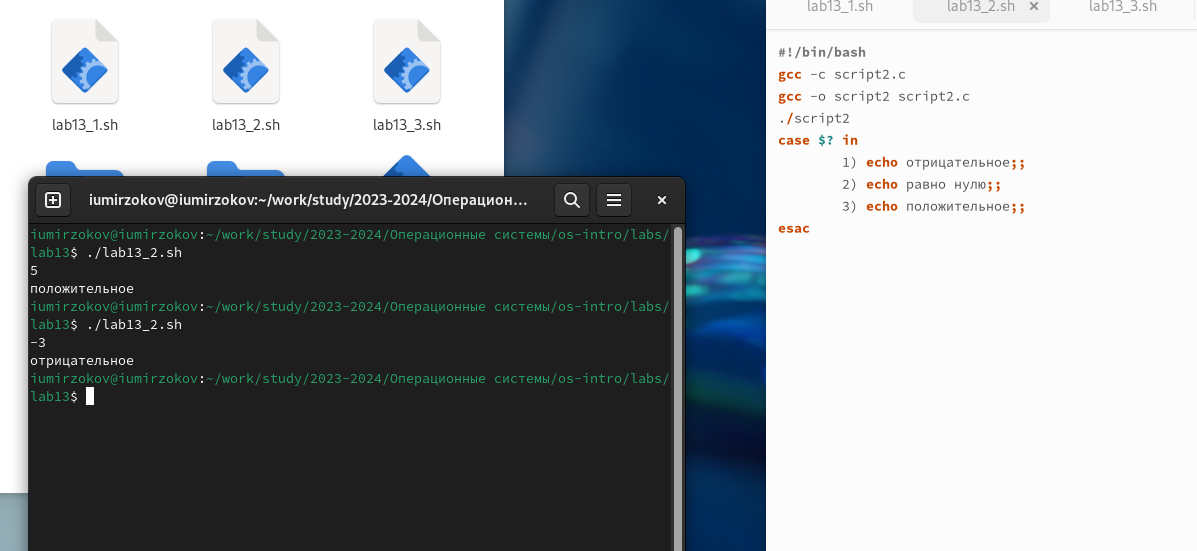 lab13_1.sh
lab13_2.sh
lab13_3.sh
iumirzokov@iumirzokov:~/work/study/2023-2024/Операцион...
iumirzokov@iumirzokov:~/work/study/2023-2024/Операционные системы/os-intro/labs/
lab13$ ./lab13_2.sh
5
положительное
iumirzokov@iumirzokov:~/work/study/2023-2024/Операционные системы/os-intro/labs/
lab13$ ./lab13_2.sh
-3
отрицательное
iumirzokov@iumirzokov:~/work/study/2023-2024/Операционные системы/os-intro/labs/
lab13$
lab13_1.sh
lab13_2.sh ×
lab13_3.sh
#!/bin/bash
gcc -c script2.c
gcc -o script2 script2.c
./script2
case $? in
        1) echo отрицательное;;
        2) echo равно нулю;;
        3) echo положительное;;
esac